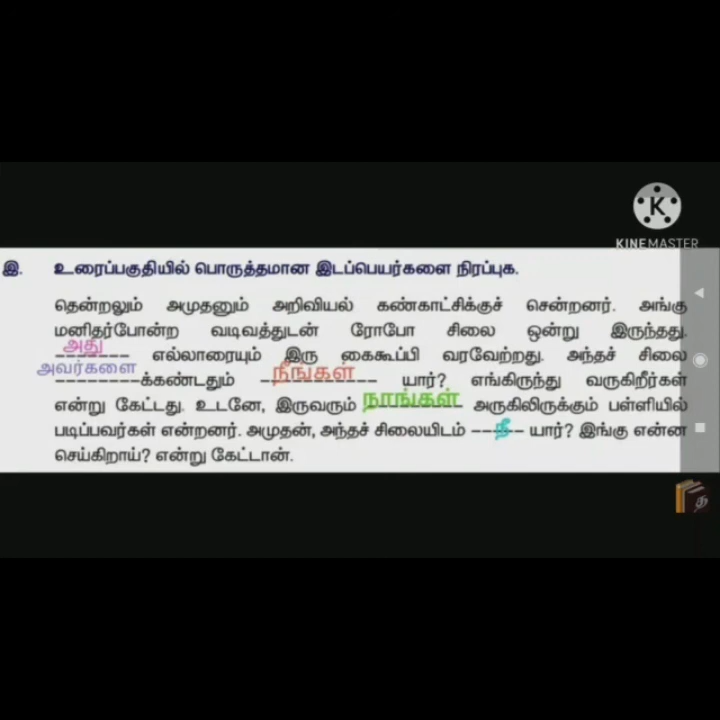 KINEMASTER
இ. உரைப்பகுதியில் பொருத்தமான இடப்பெயர்களை நிரப்புக.
தென்றலும் அமுதனும் அறிவியல் கண்காட்சிக்குச் சென்றனர். அங்கு
மனிதர்போன்ற வடிவத்துடன் ரோபோ சிலை ஒன்று இருந்தது.
அது எல்லாரையும் இரு கைகூப்பி வரவேற்றது. அந்தச் சிலை
அவர்களைக்கண்டதும் நீங்கள் யார்? எங்கிருந்து வருகிறீர்கள்
என்று கேட்டது. உடனே, இருவரும் நாங்கள் அருகிலிருக்கும் பள்ளியில்
படிப்பவர்கள் என்றனர். அமுதன், அந்தச் சிலையிடம் நீ யார்? இங்கு என்ன
செய்கிறாய்? என்று கேட்டான்.
த